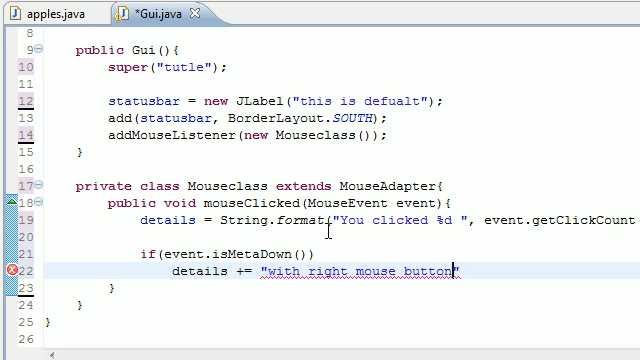 apples.java *Gui.java
8
9 public Gui(){
10 super("tutle");
11
12 statusbar = new JLabel("this is defualt");
13 add(statusbar, BorderLayout.SOUTH);
14 addMouseListener(new Mouseclass());
15 }
16
17 private class Mouseclass extends MouseAdapter{
18 public void mouseClicked(MouseEvent event){
19 details = String.format("You clicked %d ", event.getClickCount
20
21 if(event.isMetaDown())
22 details += "with right mouse button"
23 }
24 }
25 }
26